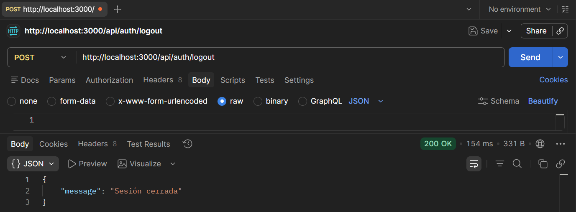 POST http://localhost:3000/
No environment
HTTP http://localhost:3000/api/auth/logout
Save
Share
POST http://localhost:3000/api/auth/logout
Send
Docs Params Authorization Headers 8 Body Scripts Tests Settings
Cookies
none form-data x-www-form-urlencoded raw binary GraphQL JSON
Schema Beautify
1
Body Cookies Headers 8 Test Results
200 OK • 154 ms • 331 B
{} JSON Preview Visualize
1 {
2 "message": "Sesión cerrada"
3 }